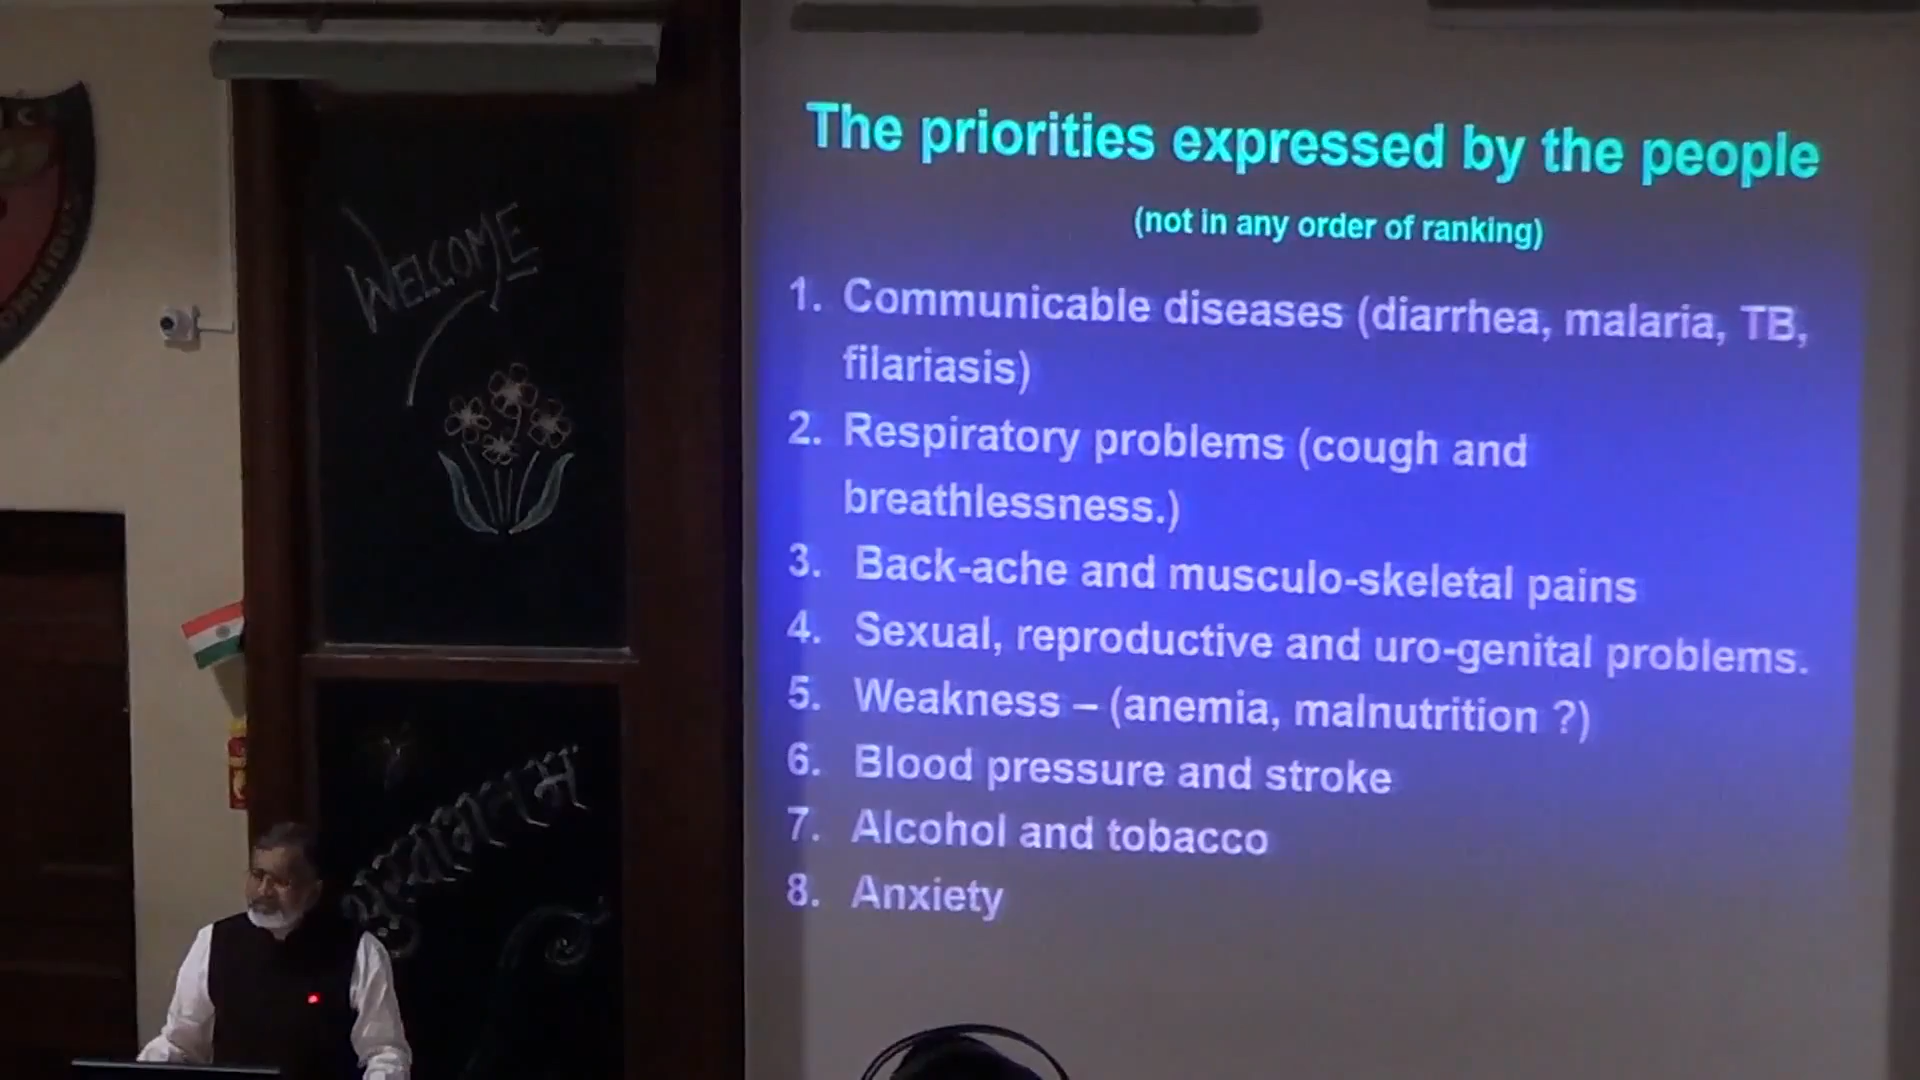 C
OMNIBUS
WELCOME
सुस्वागतम
The priorities expressed by the people
(not in any order of ranking)
1. Communicable diseases (diarrhea, malaria, TB,
filariasis)
2. Respiratory problems (cough and
breathlessness.)
3. Back-ache and musculo-skeletal pains
4. Sexual, reproductive and uro-genital problems.
5. Weakness – (anemia, malnutrition ?)
6. Blood pressure and stroke
7. Alcohol and tobacco
8. Anxiety